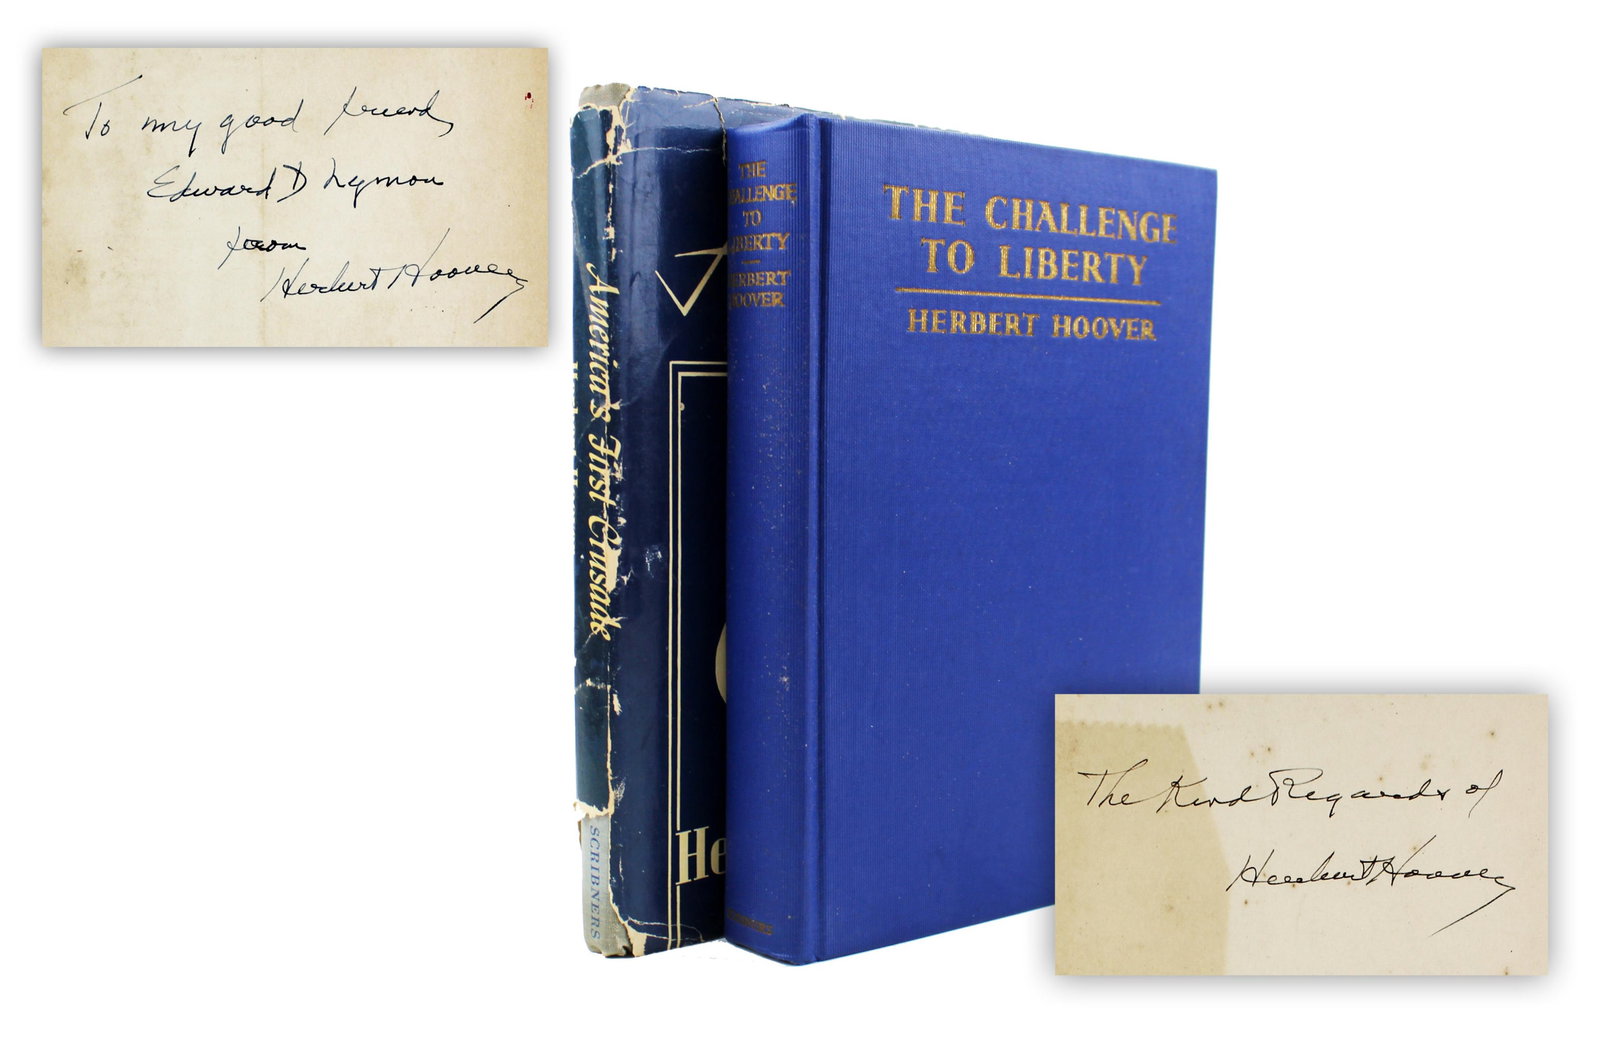 To my good friend
Edward D Lyman
from
Herbert Hoover
America's First Crusade
He
SCRIBNERS
THE
CHALLENGE
TO
LIBERTY
HERBERT
HOOVER
SCRIBNERS
THE CHALLENGE
TO LIBERTY
HERBERT HOOVER
The Kind Regards of
Herbert Hoover